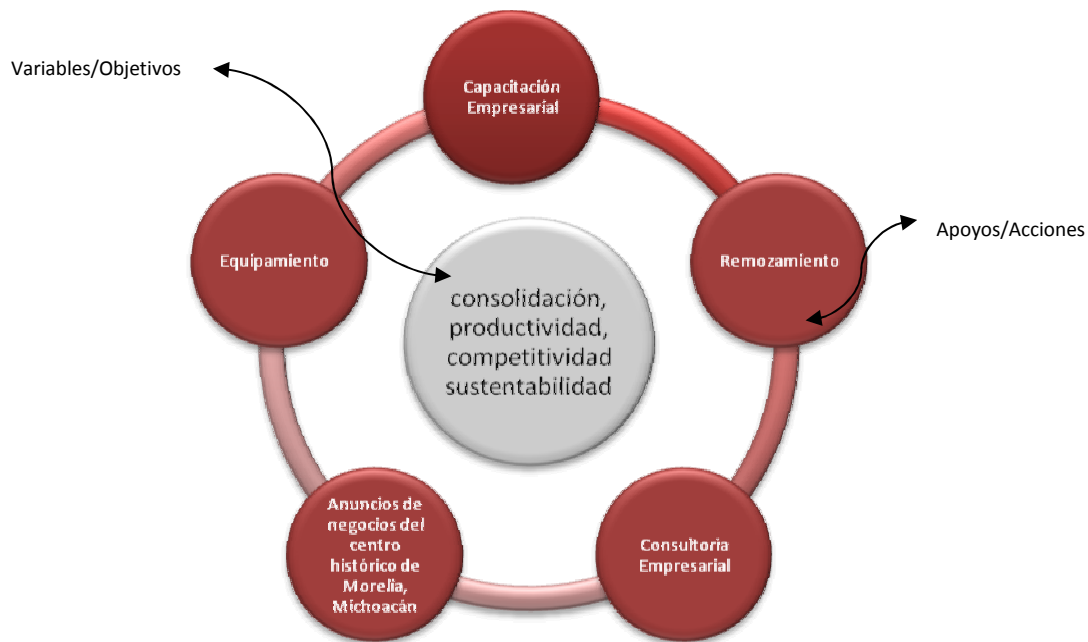 Variables/Objetivos
Capacitación
Empresarial
Equipamiento
Remozamiento
Apoyos/Acciones
consolidación,
productividad,
competitividad
sustentabilidad
Anuncios de
negocios del
centro
histórico de
Morelia,
Michoacán
Consultoria
Empresarial